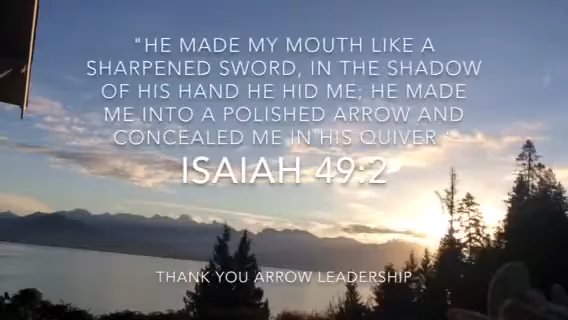 "HE MADE MY MOUTH LIKE A
SHARPENED SWORD, IN THE SHADOW
OF HIS HAND HE HID ME; HE MADE
ME INTO A POLISHED ARROW AND
CONCEALED ME IN HIS QUIVER "
ISAIAH 49:2
THANK YOU ARROW LEADERSHIP